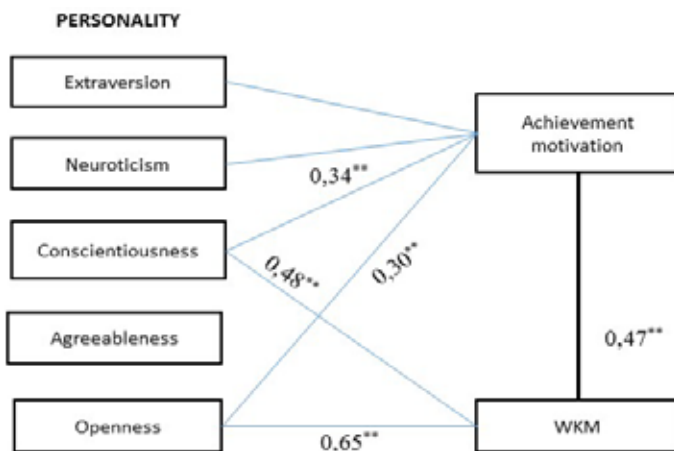 PERSONALITY
Extraversion
Achievement
motivation
Neuroticism
0,34**
Conscientiousness
0,48**
0,30**
Agreeableness
0,47**
Openness
WKM
0,65**